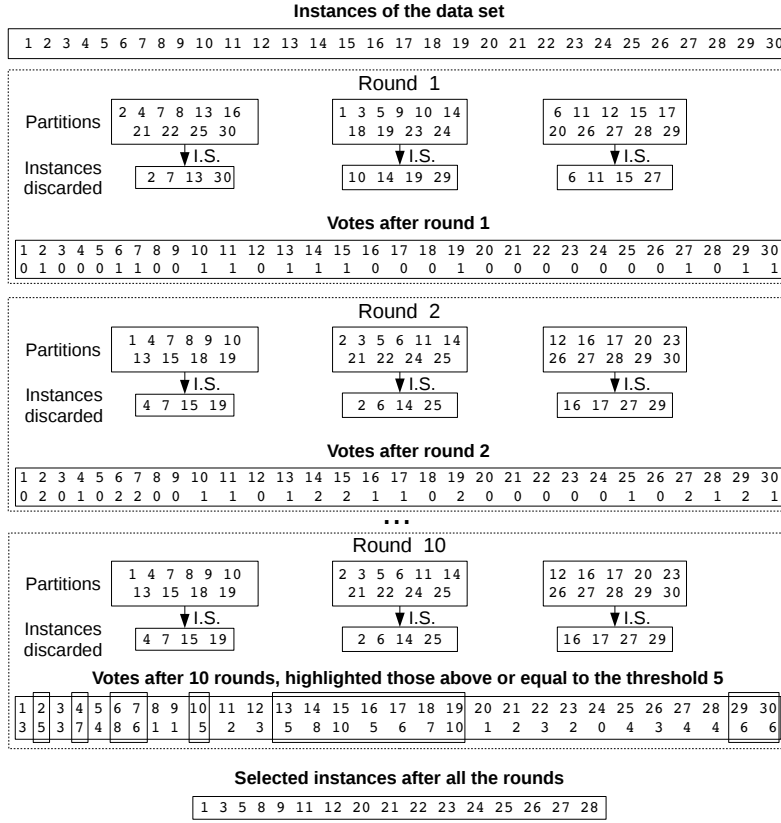 Instances of the data set
1 2 3 4 5 6 7 8 9 10 11 12 13 14 15 16 17 18 19 20 21 22 23 24 25 26 27 28 29 30
Round 1
Partitions
2 4 7 8 13 16
21 22 25 30
1 3 5 9 10 14
18 19 23 24
6 11 12 15 17
20 26 27 28 29
I.S.
I.S.
I.S.
Instances
discarded
2 7 13 30
10 14 19 29
6 11 15 27
Votes after round 1
1 2 3 4 5 6 7 8 9 10 11 12 13 14 15 16 17 18 19 20 21 22 23 24 25 26 27 28 29 30
0 1 0 0 0 1 1 0 0 1 1 0 1 1 1 0 0 0 1 0 0 0 0 0 0 0 1 0 1 1
Round 2
Partitions
1 4 7 8 9 10
13 15 18 19
2 3 5 6 11 14
21 22 24 25
12 16 17 20 23
26 27 28 29 30
I.S.
I.S.
I.S.
Instances
discarded
4 7 15 19
2 6 14 25
16 17 27 29
Votes after round 2
1 2 3 4 5 6 7 8 9 10 11 12 13 14 15 16 17 18 19 20 21 22 23 24 25 26 27 28 29 30
0 2 0 1 0 2 2 0 0 1 1 0 1 2 2 1 1 0 2 0 0 0 0 0 1 0 2 1 2 1
...
Round 10
Partitions
1 4 7 8 9 10
13 15 18 19
2 3 5 6 11 14
21 22 24 25
12 16 17 20 23
26 27 28 29 30
I.S.
I.S.
I.S.
Instances
discarded
4 7 15 19
2 6 14 25
16 17 27 29
Votes after 10 rounds, highlighted those above or equal to the threshold 5
1 2 3 4 5 6 7 8 9 10 11 12 13 14 15 16 17 18 19 20 21 22 23 24 25 26 27 28 29 30
3 5 3 7 4 8 6 1 1 5 2 3 5 8 10 5 6 7 10 1 2 3 2 0 4 3 4 4 6 6
Selected instances after all the rounds
1 3 5 8 9 11 12 20 21 22 23 24 25 26 27 28